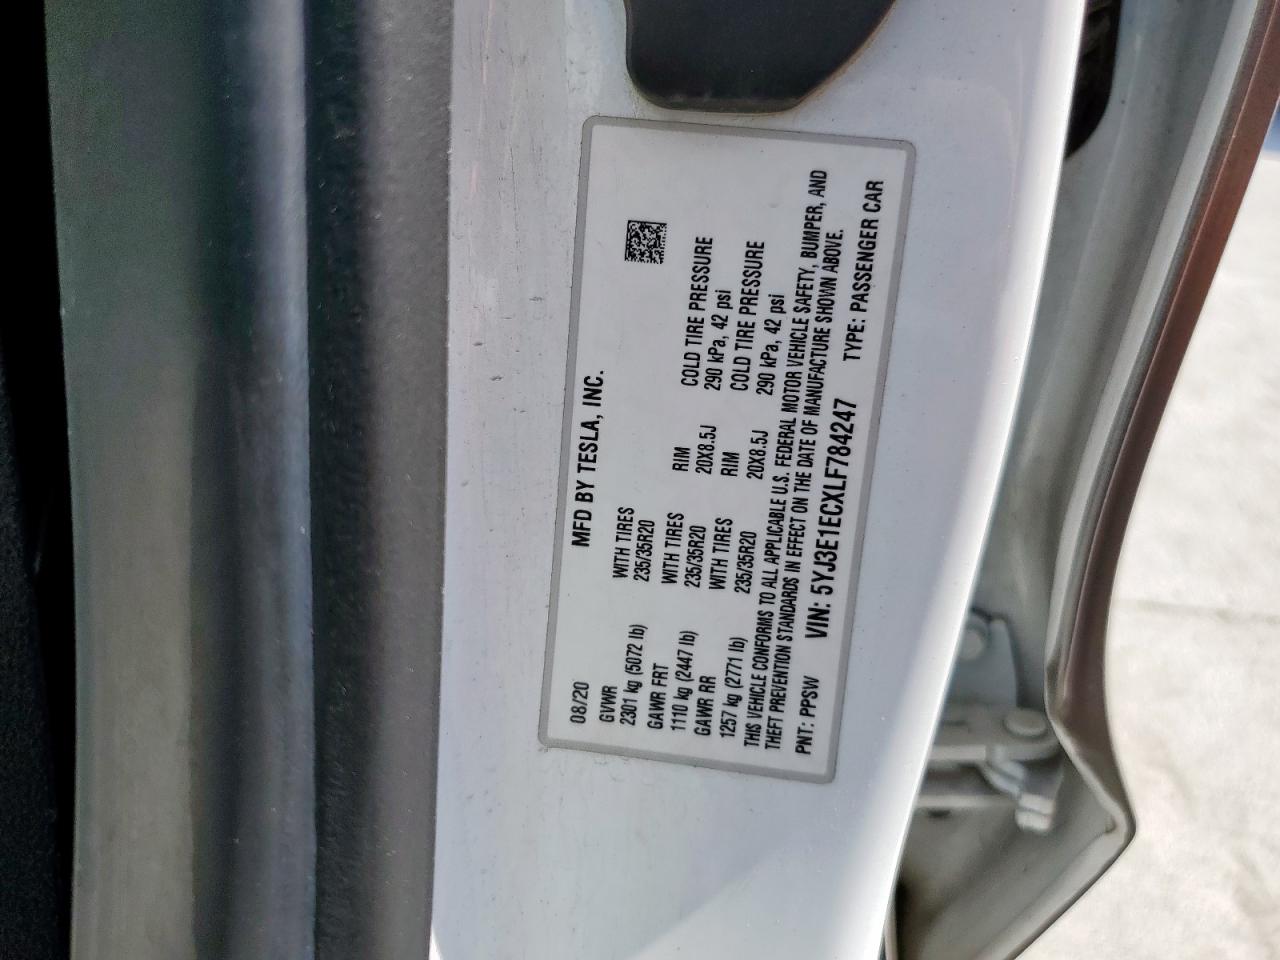 08/20 MFD BY TESLA, INC.
GVWR WITH TIRES
2301 kg (5072 lb) 235/35R20
GAWR FRT WITH TIRES RIM COLD TIRE PRESSURE
1110 kg (2447 lb) 235/35R20 20X8.5J 290 kPa, 42 psi
GAWR RR WITH TIRES RIM COLD TIRE PRESSURE
1257 kg (2771 lb) 235/35R20 20X8.5J 290 kPa, 42 psi
THIS VEHICLE CONFORMS TO ALL APPLICABLE U.S. FEDERAL MOTOR VEHICLE SAFETY, BUMPER, AND
THEFT PREVENTION STANDARDS IN EFFECT ON THE DATE OF MANUFACTURE SHOWN ABOVE.
PNT: PPSW VIN: 5YJ3E1ECXLF784247 TYPE: PASSENGER CAR